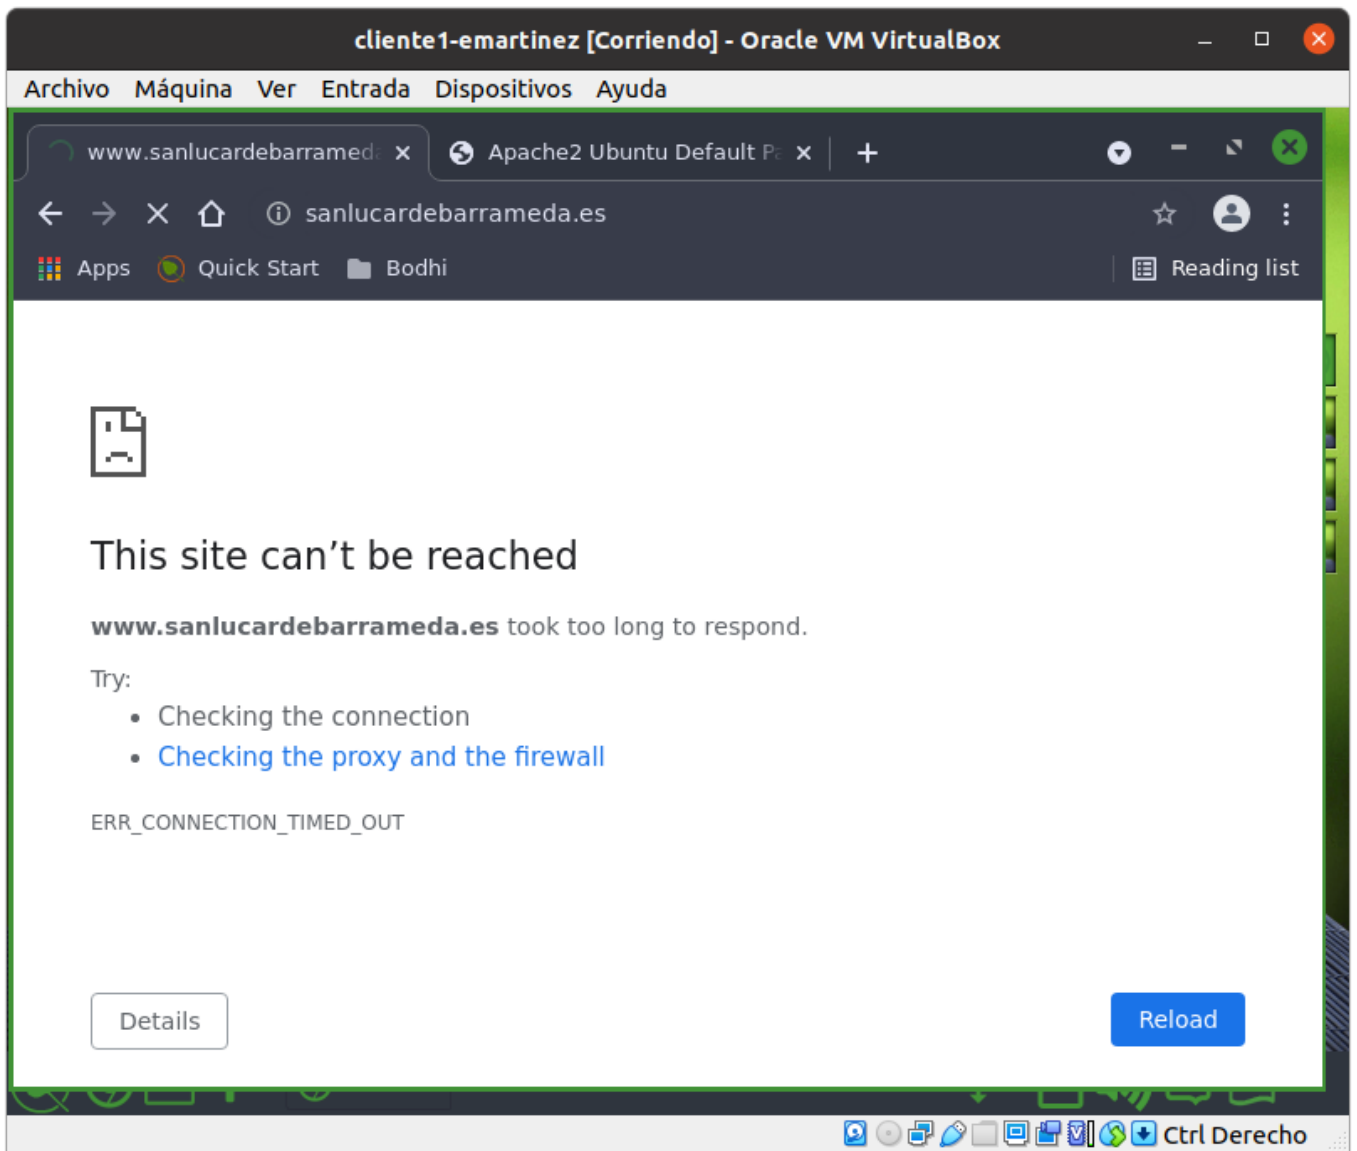 cliente1-emartinez [Corriendo] - Oracle VM VirtualBox
Archivo Máquina Ver Entrada Dispositivos Ayuda
www.sanlucardebarrameda Apache2 Ubuntu Default Pa
sanlucardebarrameda.es
Apps Quick Start Bodhi Reading list
This site can’t be reached
www.sanlucardebarrameda.es took too long to respond.
Try:
• Checking the connection
• Checking the proxy and the firewall
ERR_CONNECTION_TIMED_OUT
Details Reload
Ctrl Derecho